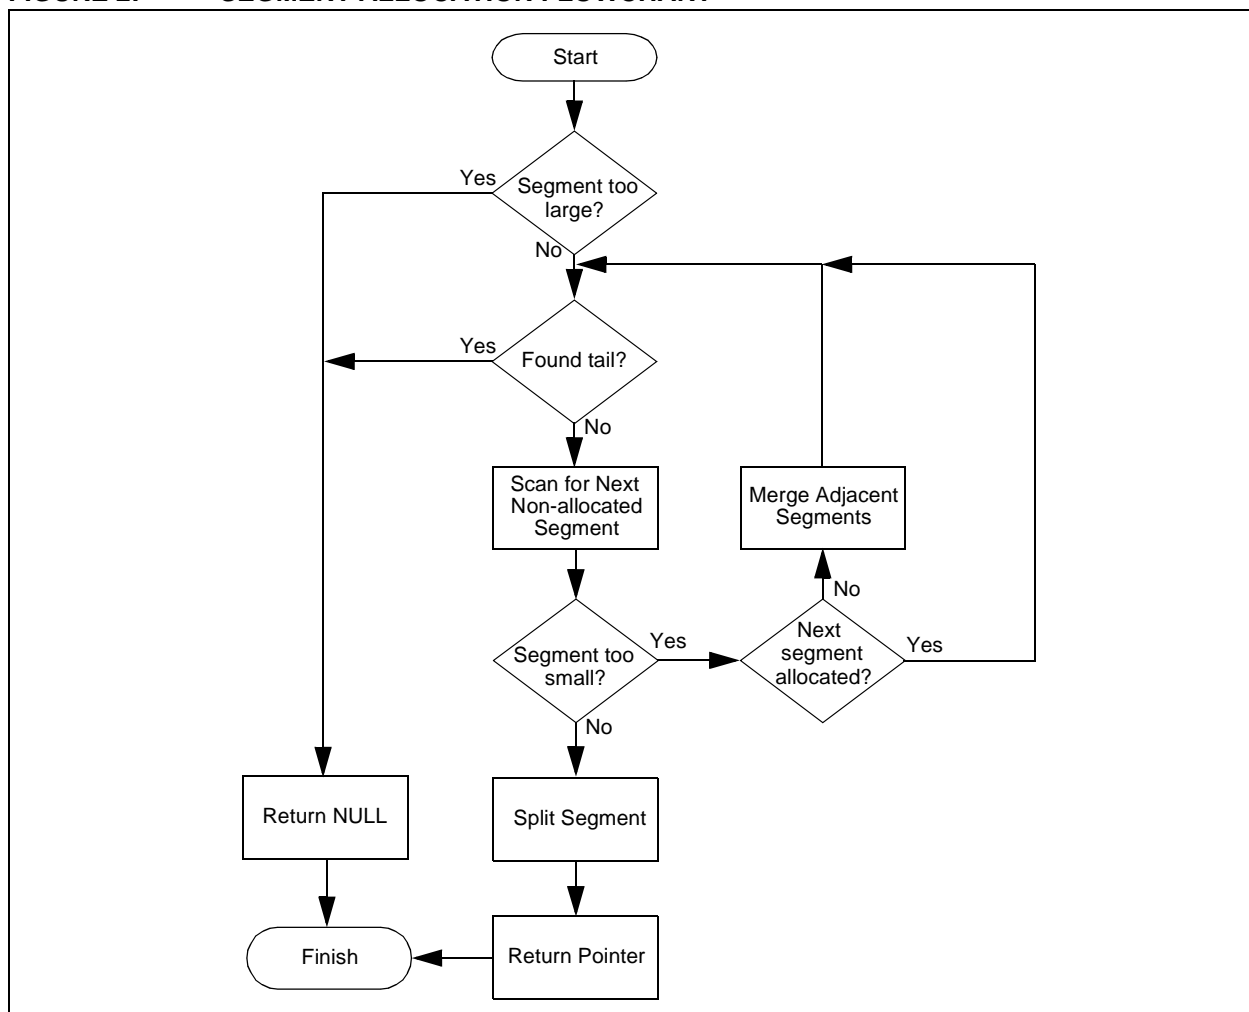 Start
Yes
Segment too
large?
No
Yes
Found tail?
No
Scan for Next
Non-allocated
Segment
Merge Adjacent
Segments
No
Segment too
small?
Yes
Next
segment
allocated?
Yes
No
Return NULL
Split Segment
Finish
Return Pointer